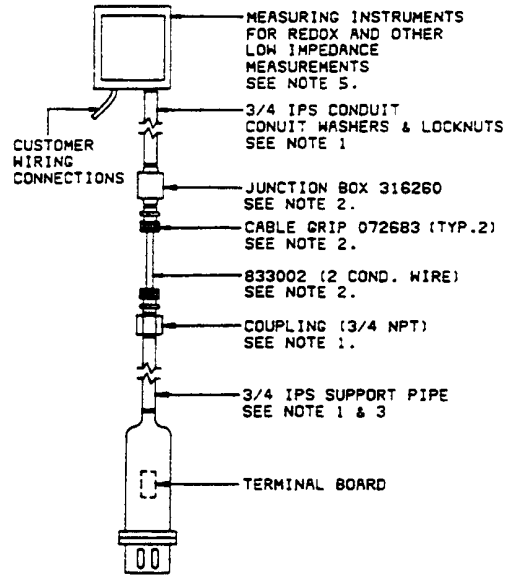 MEASURING INSTRUMENTS
FOR REDOX AND OTHER
LOW IMPEDANCE
MEASUREMENTS
SEE NOTE 5.
3/4 IPS CONDUIT
CONUIT WASHERS & LOCKNUTS
SEE NOTE 1
CUSTOMER
WIRING
CONNECTIONS
JUNCTION BOX 316260
SEE NOTE 2.
CABLE GRIP 072683 (TYP.2)
SEE NOTE 2.
833002 (2 COND. WIRE)
SEE NOTE 2.
COUPLING (3/4 NPT)
SEE NOTE 1.
3/4 IPS SUPPORT PIPE
SEE NOTE 1 & 3
TERMINAL BOARD